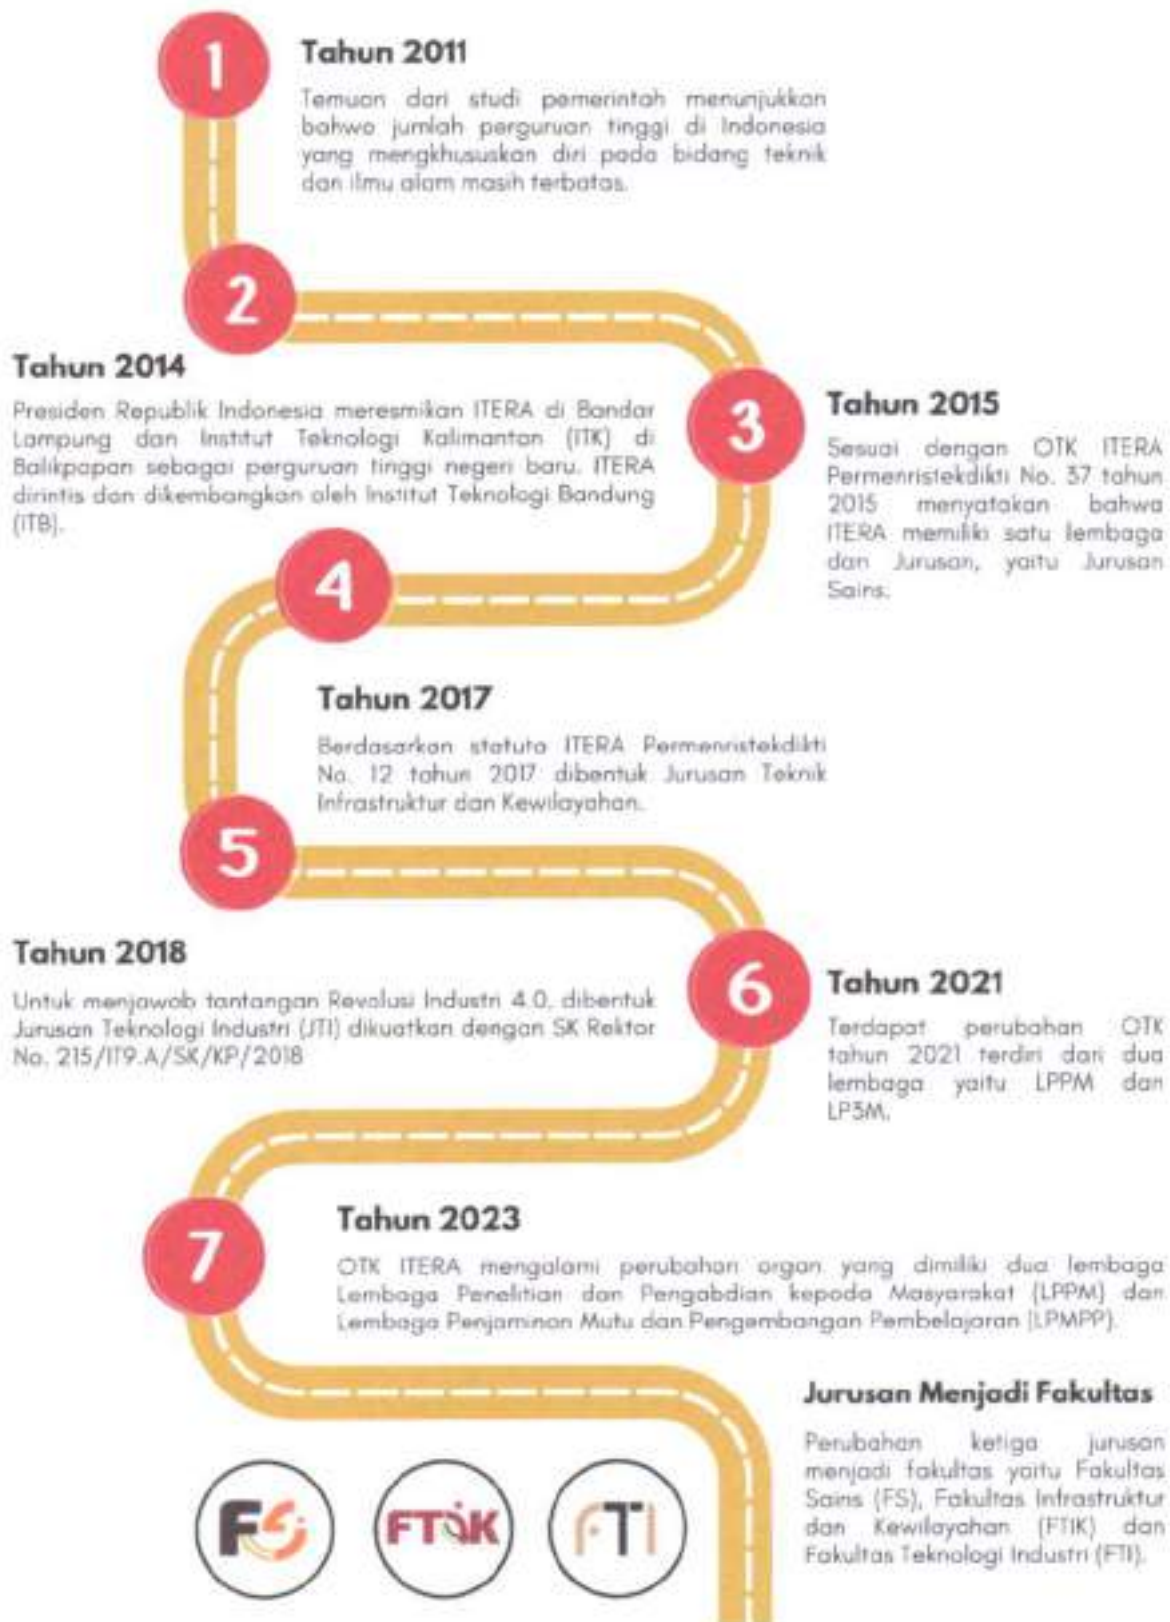 1
Tahun 2011
Temuan dari studi pemerintah menunjukkan
bahwa jumlah perguruan tinggi di Indonesia
yang mengkhususkan diri pada bidang teknik
dan ilmu alam masih terbatas.
2
Tahun 2014
Presiden Republik Indonesia meresmikan ITERA di Bandar
Lampung dan Institut Teknologi Kalimantan (ITK) di
Balikpapan sebagai perguruan tinggi negeri baru. ITERA
dirintis dan dikembangkan oleh Institut Teknologi Bandung
(ITB).
3
Tahun 2015
Sesuai dengan OTK ITERA
Permenristekdikti No. 37 tahun
2015 menyatakan bahwa
ITERA memiliki satu lembaga
dan Jurusan, yaitu Jurusan
Sains.
4
Tahun 2017
Berdasarkan statuta ITERA Permenristekdikti
No. 12 tahun 2017 dibentuk Jurusan Teknik
Infrastruktur dan Kewilayahan.
5
Tahun 2018
Untuk menjawab tantangan Revolusi Industri 4.0, dibentuk
Jurusan Teknologi Industri (JTI) dikuatkan dengan SK Rektor
No. 215/IT9.A/SK/KP/2018
6
Tahun 2021
Terdapat perubahan OTK
tahun 2021 terdiri dari dua
lembaga yaitu LPPM dan
LP3M.
7
Tahun 2023
OTK ITERA mengalami perubahan organ yang dimiliki dua lembaga
Lembaga Penelitian dan Pengabdian kepada Masyarakat (LPPM) dan
Lembaga Penjaminan Mutu dan Pengembangan Pembelajaran (LPMPP).
Jurusan Menjadi Fakultas
Perubahan ketiga jurusan
menjadi fakultas yaitu Fakultas
Sains (FS), Fakultas Infrastruktur
dan Kewilayahan (FTIK) dan
Fakultas Teknologi Industri (FTI).
FS
FTIK
FTI